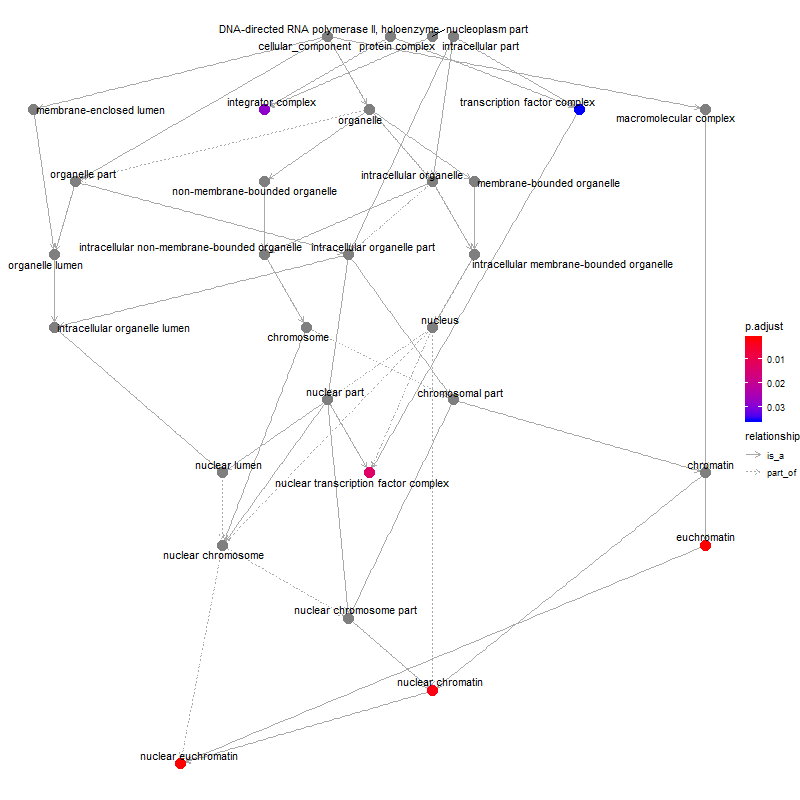 DNA-directed RNA polymerase II, holoenzyme
nucleoplasm part
cellular_component
protein complex
intracellular part
integrator complex
transcription factor complex
membrane-enclosed lumen
organelle
macromolecular complex
organelle part
intracellular organelle
non-membrane-bounded organelle
membrane-bounded organelle
intracellular non-membrane-bounded organelle
intracellular organelle part
organelle lumen
intracellular membrane-bounded organelle
intracellular organelle lumen
nucleus
chromosome
p.adjust
0.01
0.02
0.03
relationship
is_a
part_of
nuclear part
chromosomal part
nuclear lumen
nuclear transcription factor complex
chromatin
nuclear chromosome
euchromatin
nuclear chromosome part
nuclear chromatin
nuclear euchromatin